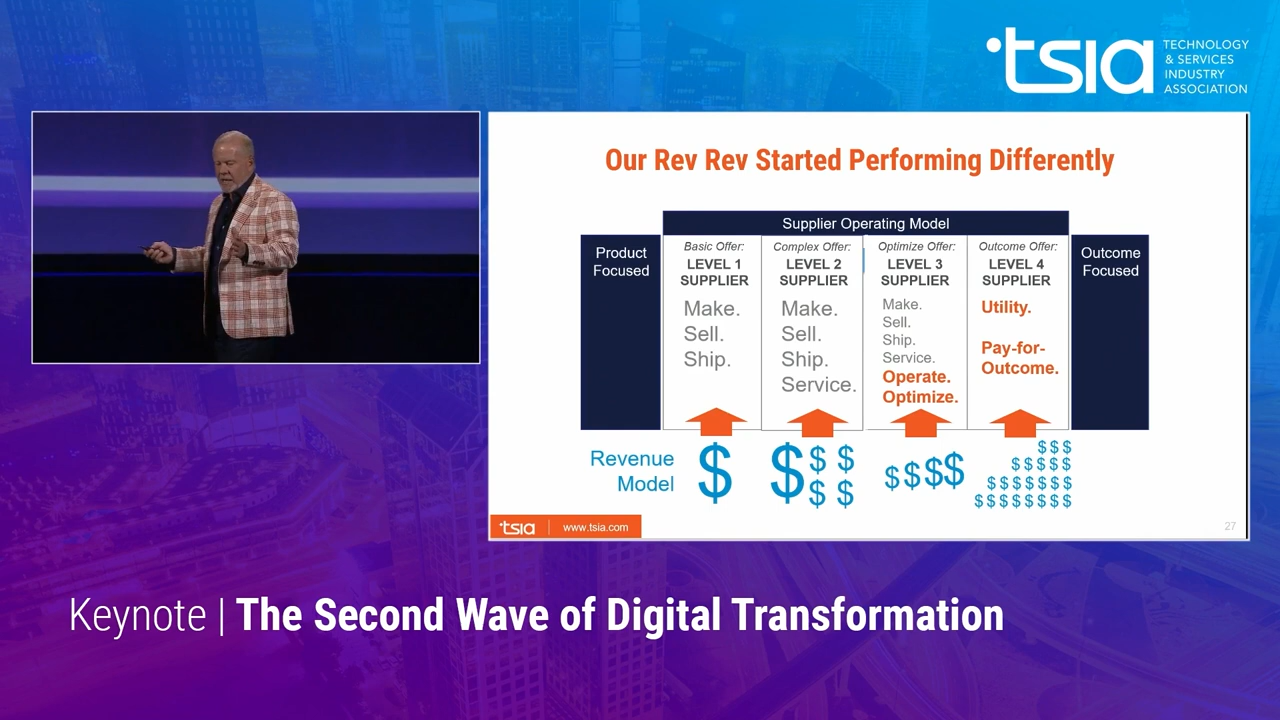 tsia TECHNOLOGY
& SERVICES
INDUSTRY
ASSOCIATION
Our Rev Rev Started Performing Differently
Supplier Operating Model
Product
Focused
Basic Offer:
LEVEL 1
SUPPLIER
Make.
Sell.
Ship.
Complex Offer:
LEVEL 2
SUPPLIER
Make.
Sell.
Ship.
Service.
Optimize Offer:
LEVEL 3
SUPPLIER
Make.
Sell.
Ship.
Service.
Operate.
Optimize.
Outcome Offer:
LEVEL 4
SUPPLIER
Utility.
Pay-for-
Outcome.
Outcome
Focused
Revenue
Model
$
$ $ $
$ $
$$$$
$$$
$$$$$
$$$$$$$
$$$$$$$$
tsia | www.tsia.com
27
Keynote | The Second Wave of Digital Transformation